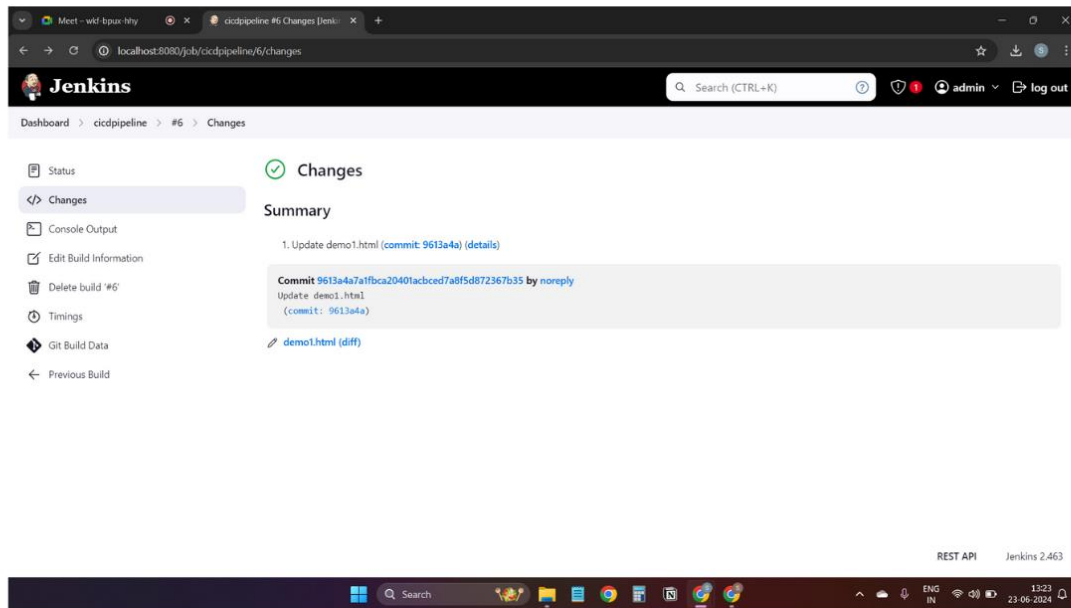 Meet – wkf-bpux-hhy
cicdpipeline #6 Changes [Jenki
localhost:8080/job/cicdpipeline/6/changes
S
Jenkins
Search (CTRL+K)
1
admin
log out
Dashboard > cicdpipeline > #6 > Changes
Status
Changes
Console Output
Edit Build Information
Delete build '#6'
Timings
Git Build Data
Previous Build
Changes
Summary
1. Update demo1.html (commit: 9613a4a) (details)
Commit 9613a4a7a1fbca20401acbced7a8f5d872367b35 by noreply
Update demo1.html
(commit: 9613a4a)
demo1.html (diff)
REST API
Jenkins 2.463
Search
ENG
IN
13:23
23-06-2024